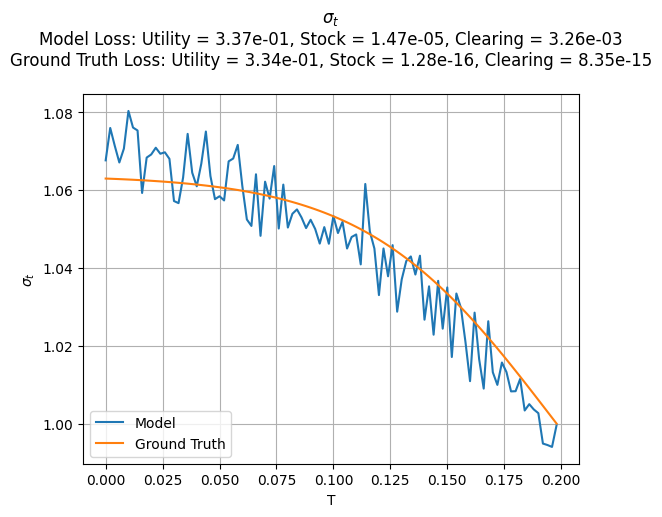 σt
Model Loss: Utility = 3.37e-01, Stock = 1.47e-05, Clearing = 3.26e-03
Ground Truth Loss: Utility = 3.34e-01, Stock = 1.28e-16, Clearing = 8.35e-15
1.08
1.06
1.04
1.02
1.00
σt
Model
Ground Truth
0.000 0.025 0.050 0.075 0.100 0.125 0.150 0.175 0.200
T